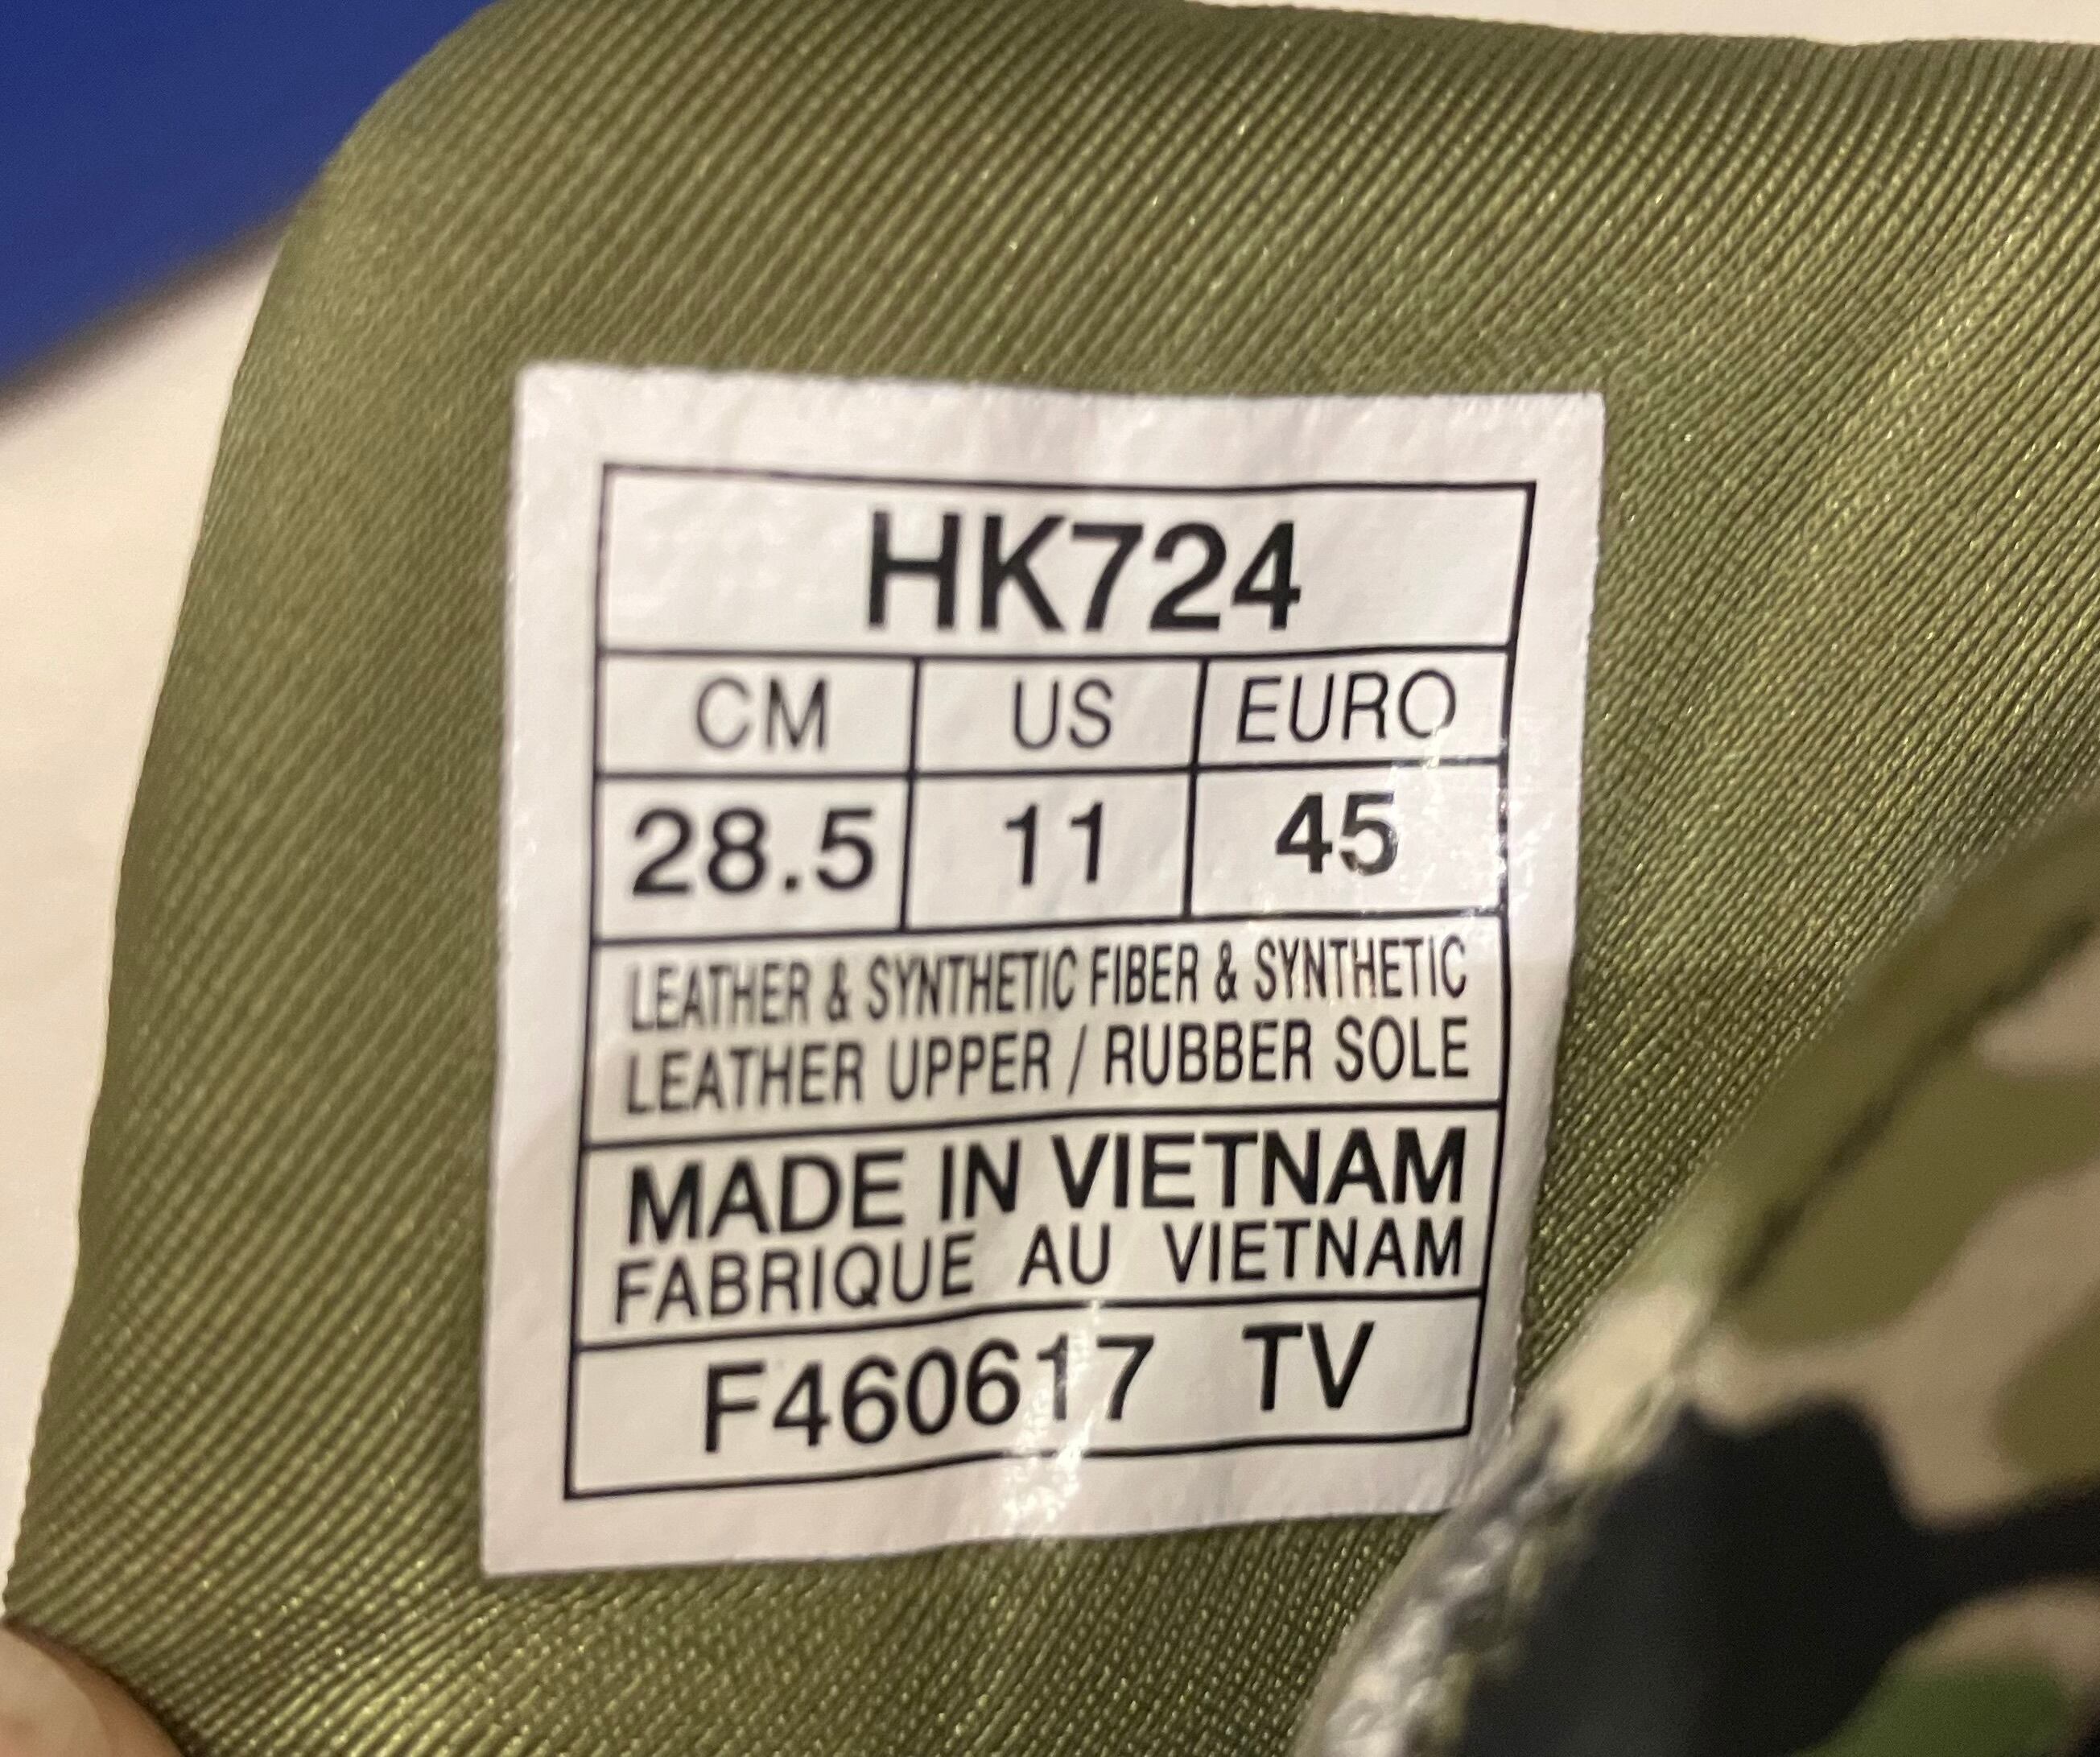 HK724
CM US EURO
28.5 11 45
LEATHER & SYNTHETIC FIBER & SYNTHETIC
LEATHER UPPER / RUBBER SOLE
MADE IN VIETNAM
FABRIQUE AU VIETNAM
F460617 TV